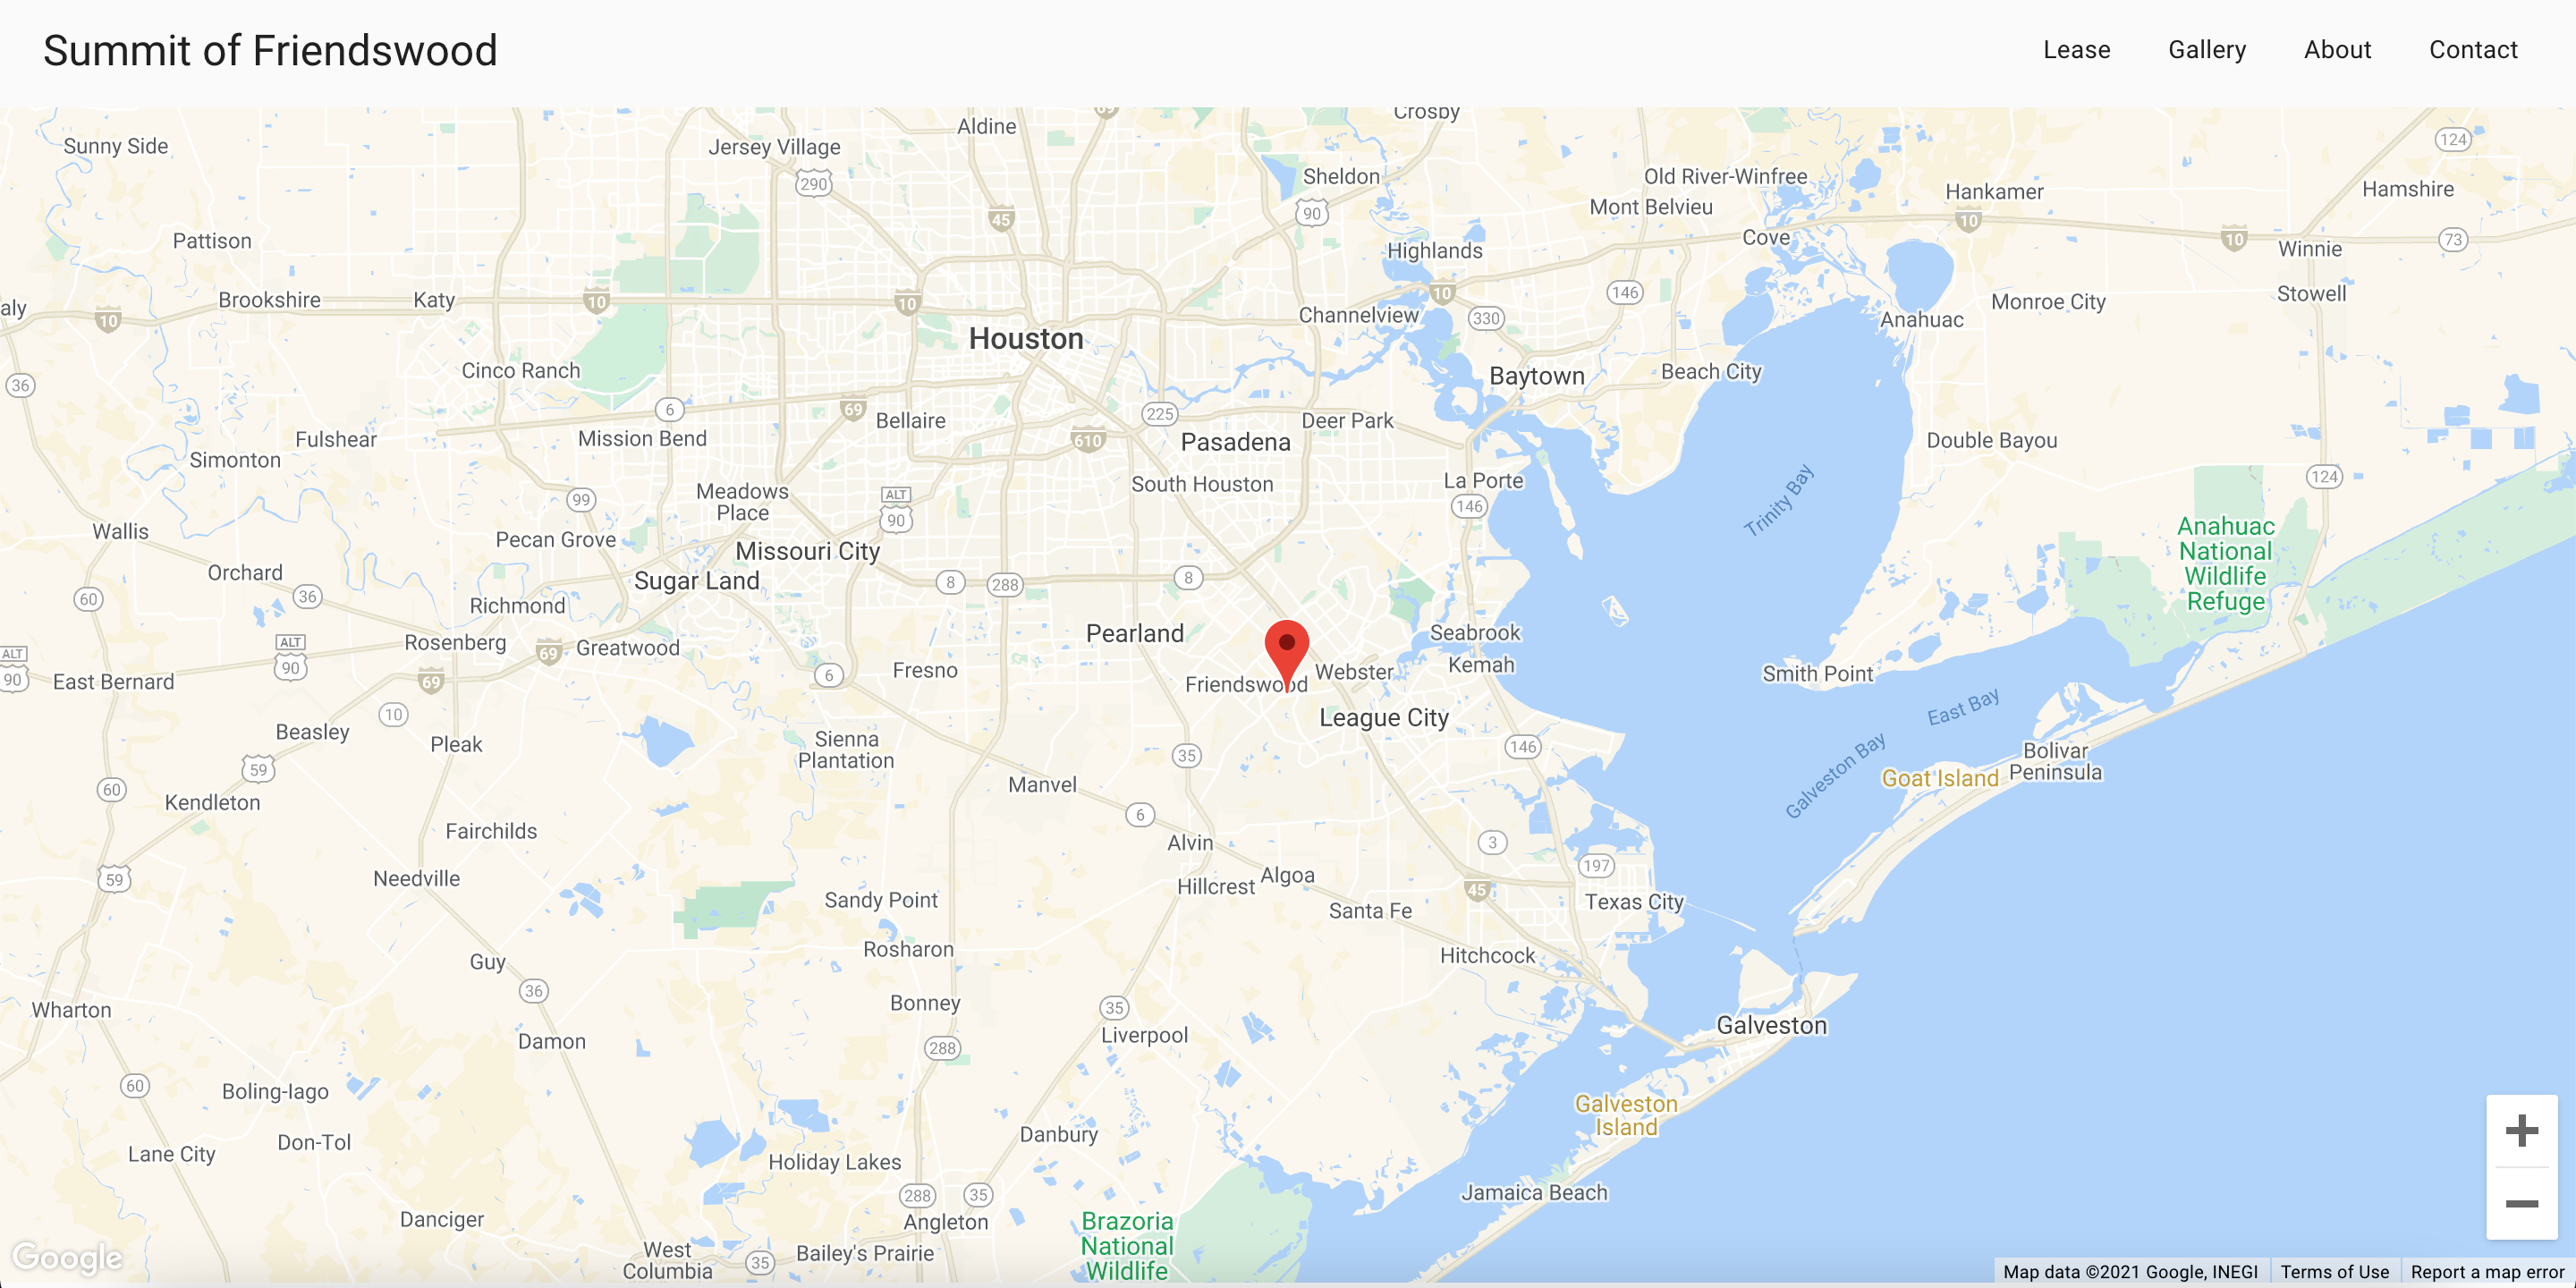 Summit of Friendswood
Lease
Gallery
About
Contact
Crosby
Aldine
69
124
Sunny Side
Jersey Village
290
Sheldon
Old River-Winfree
Hankamer
Hamshire
45
90
Mont Belvieu
10
Pattison
Highlands
Cove
10
73
Winnie
Brookshire
Katy
10
10
10
146
Monroe City
Stowell
aly
10
Channelview
330
Anahuac
Houston
Cinco Ranch
Baytown
Beach City
36
6
69
Bellaire
225
Deer Park
Fulshear
Mission Bend
610
Pasadena
Double Bayou
Simonton
South Houston
La Porte
Trinity Bay
124
99
Meadows
Place
ALT
90
146
Wallis
Pecan Grove
Missouri City
Anahuac
National
Wildlife
Refuge
Orchard
Sugar Land
8
288
8
60
36
Richmond
Pearland
Seabrook
ALT
90
ALT
90
Rosenberg
69
Greatwood
Kemah
East Bernard
69
6
Fresno
Friendswood
Webster
Smith Point
10
League City
East Bay
Beasley
Pleak
Sienna
Plantation
35
146
Galveston Bay
Bolivar
Peninsula
59
Manvel
Goat Island
60
Kendleton
6
Fairchilds
Alvin
3
59
Needville
Hillcrest
Algoa
197
45
Sandy Point
Santa Fe
Texas City
Rosharon
Hitchcock
Guy
36
Wharton
Bonney
35
Galveston
Damon
288
Liverpool
60
Boling-Iago
Galveston
Island
Don-Tol
Danbury
Lane City
Holiday Lakes
288
35
Jamaica Beach
Danciger
Angleton
Brazoria
National
Wildlife
West
Columbia
35
Bailey's Prairie
Google
Map data ©2021 Google, INEGI
Terms of Use
Report a map error